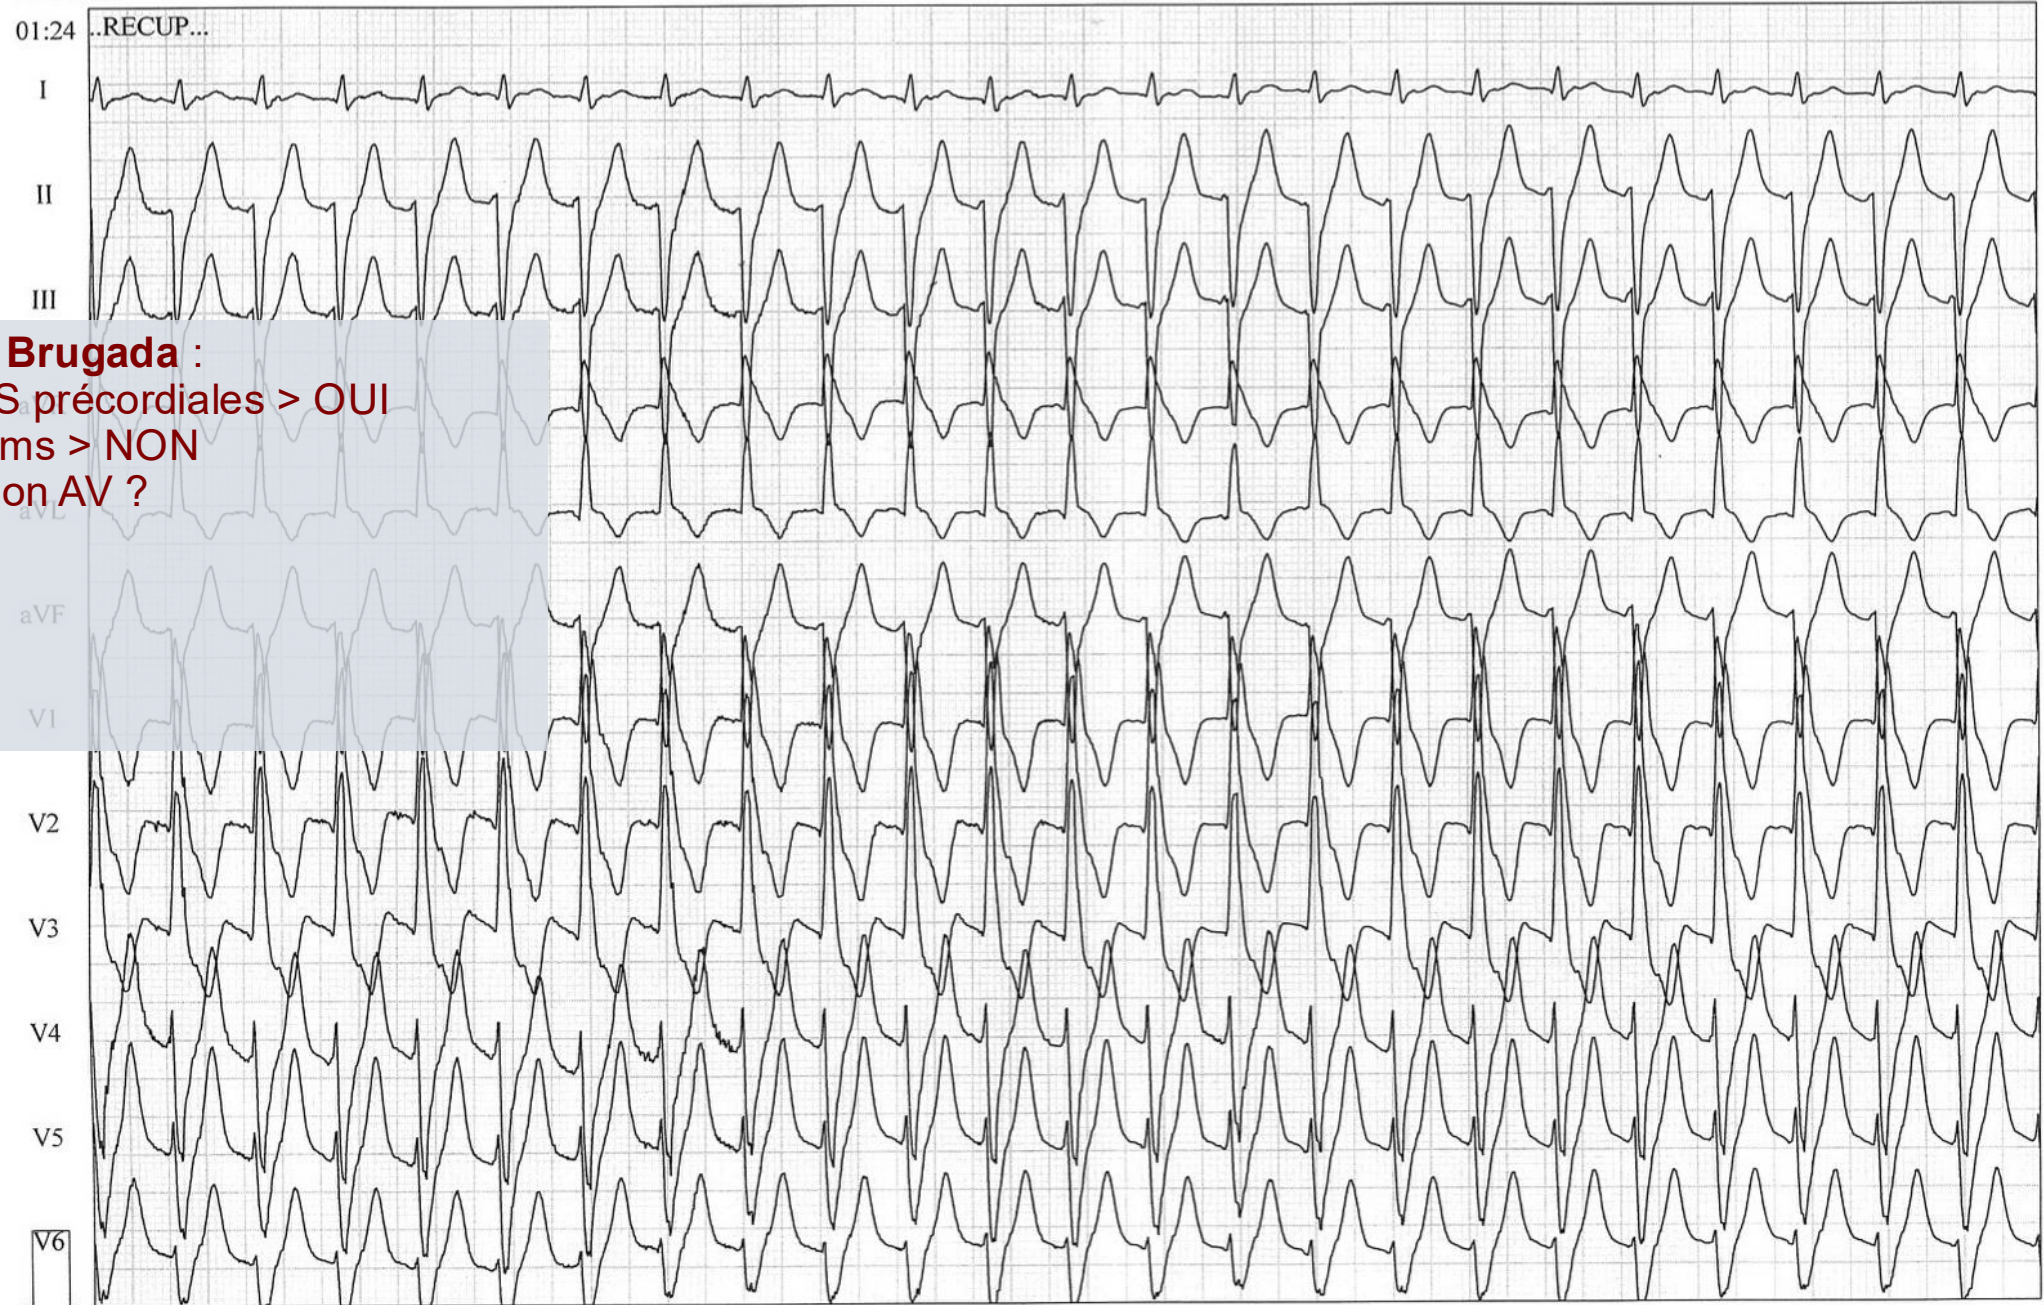 01:24 ..RECUP...
I
II
III
Brugada :
S précordiales > OUI
aVR
ms > NON
on AV ?
aVL
aVF
V1
V2
V3
V4
V5
V6